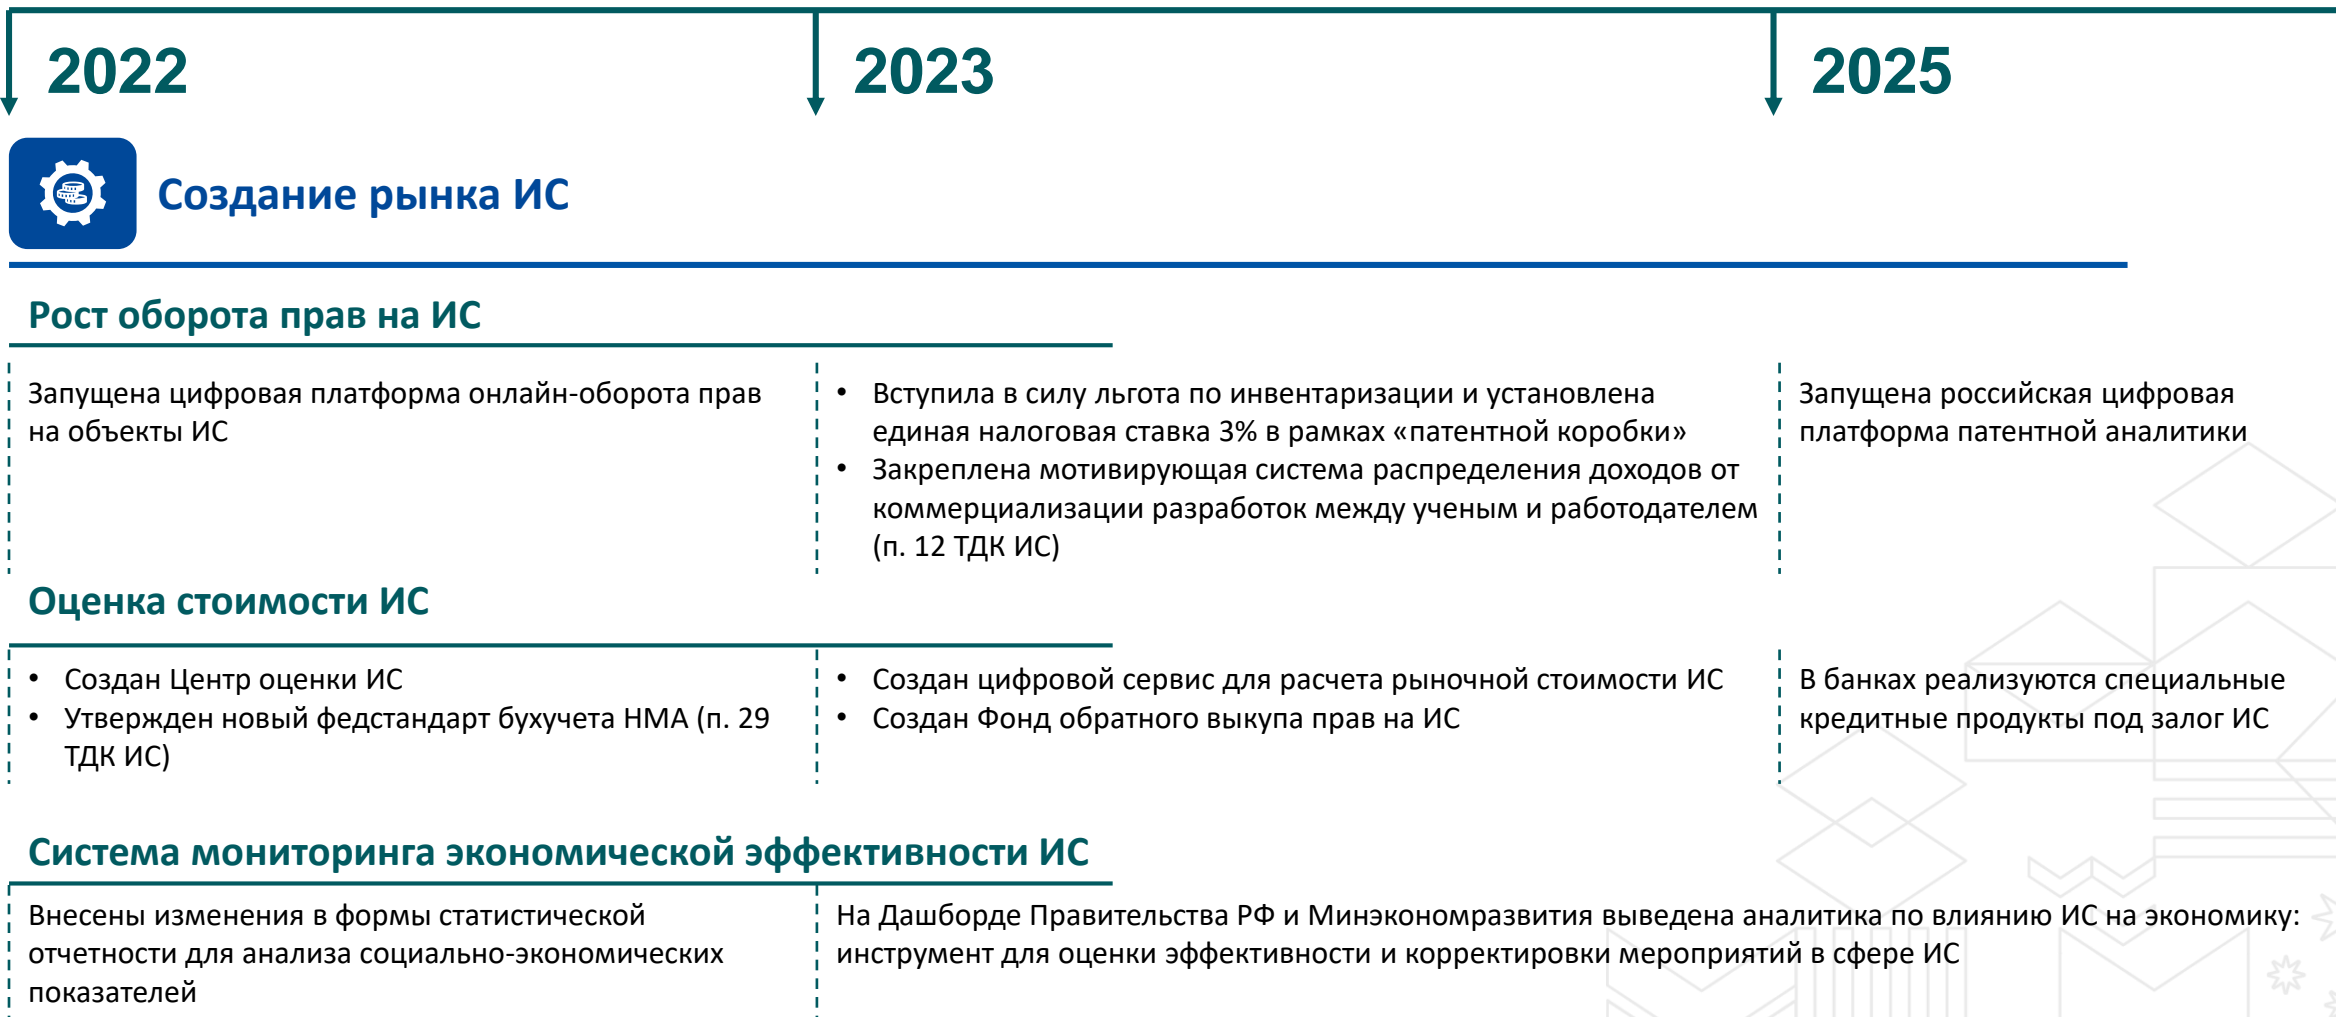 2022
2023
2025
Создание рынка ИС
Рост оборота прав на ИС
Запущена цифровая платформа онлайн-оборота прав
на объекты ИС
• Вступила в силу льгота по инвентаризации и установлена
единая налоговая ставка 3% в рамках «патентной коробки»
• Закреплена мотивирующая система распределения доходов от
коммерциализации разработок между ученым и работодателем
(п. 12 ТДК ИС)
Запущена российская цифровая
платформа патентной аналитики
Оценка стоимости ИС
• Создан Центр оценки ИС
• Утвержден новый федстандарт бухучета НМА (п. 29
ТДК ИС)
• Создан цифровой сервис для расчета рыночной стоимости ИС
• Создан Фонд обратного выкупа прав на ИС
В банках реализуются специальные
кредитные продукты под залог ИС
Система мониторинга экономической эффективности ИС
Внесены изменения в формы статистической
отчетности для анализа социально-экономических
показателей
На Дашборде Правительства РФ и Минэкономразвития выведена аналитика по влиянию ИС на экономику:
инструмент для оценки эффективности и корректировки мероприятий в сфере ИС